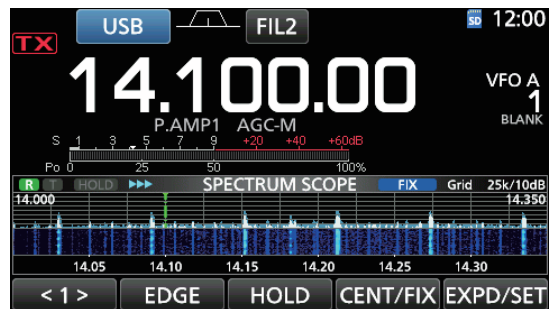 USB FIL2 SD 12:00
TX
14.100.00 VFO A
1
P.AMP1 AGC-M BLANK
S 1 3 5 7 9 +20 +40 +60dB
Po 0 25 50 100%
R T HOLD SPECTRUM SCOPE FIX Grid 25k/10dB
14.000 14.350
14.05 14.10 14.15 14.20 14.25 14.30
< 1 > EDGE HOLD CENT/FIX EXPD/SET